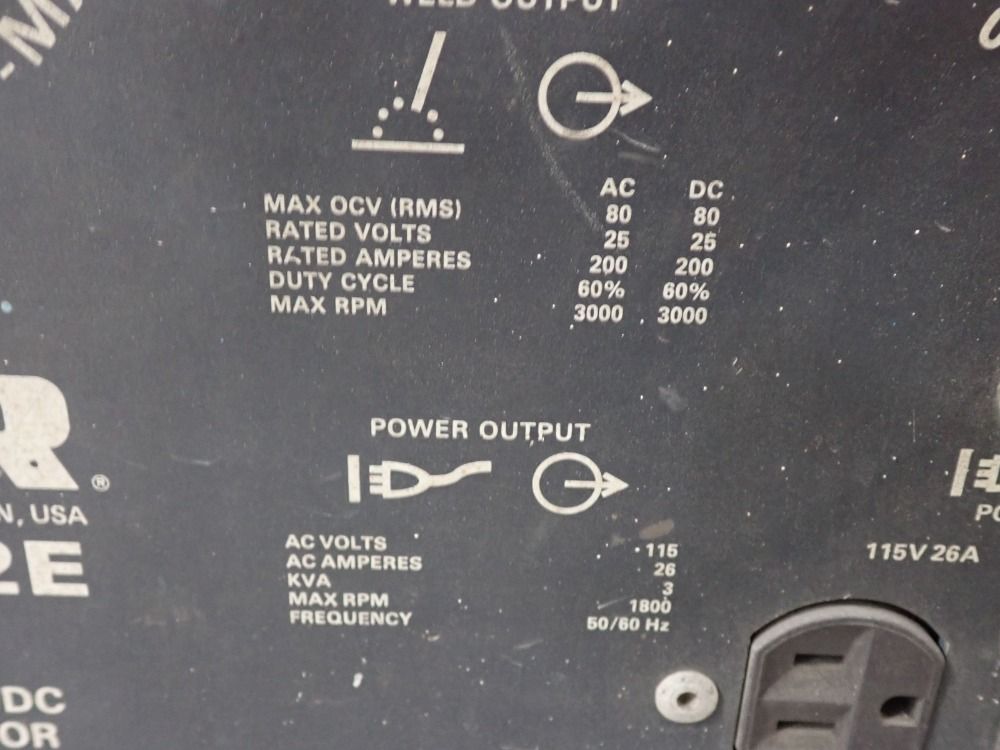 WELD OUTPUT
AC DC
MAX OCV (RMS) 80 80
RATED VOLTS 25 25
RATED AMPERES 200 200
DUTY CYCLE 60% 60%
MAX RPM 3000 3000
POWER OUTPUT
R®
N, USA
2E
AC VOLTS 115
AC AMPERES 26
KVA 3
MAX RPM 1800
FREQUENCY 50/60 Hz
115V 26A
DC
OR